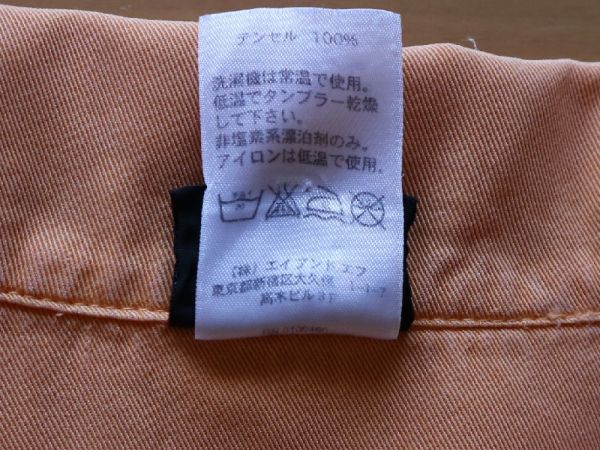 テンセル 100%
洗濯機は常温で使用。
低温でタンブラー乾燥
して下さい。
非塩素系漂泊剤のみ。
アイロンは低温で使用。
(株) エイアンドエフ
東京都新宿区大久保 1-1-7
高木ビル3F